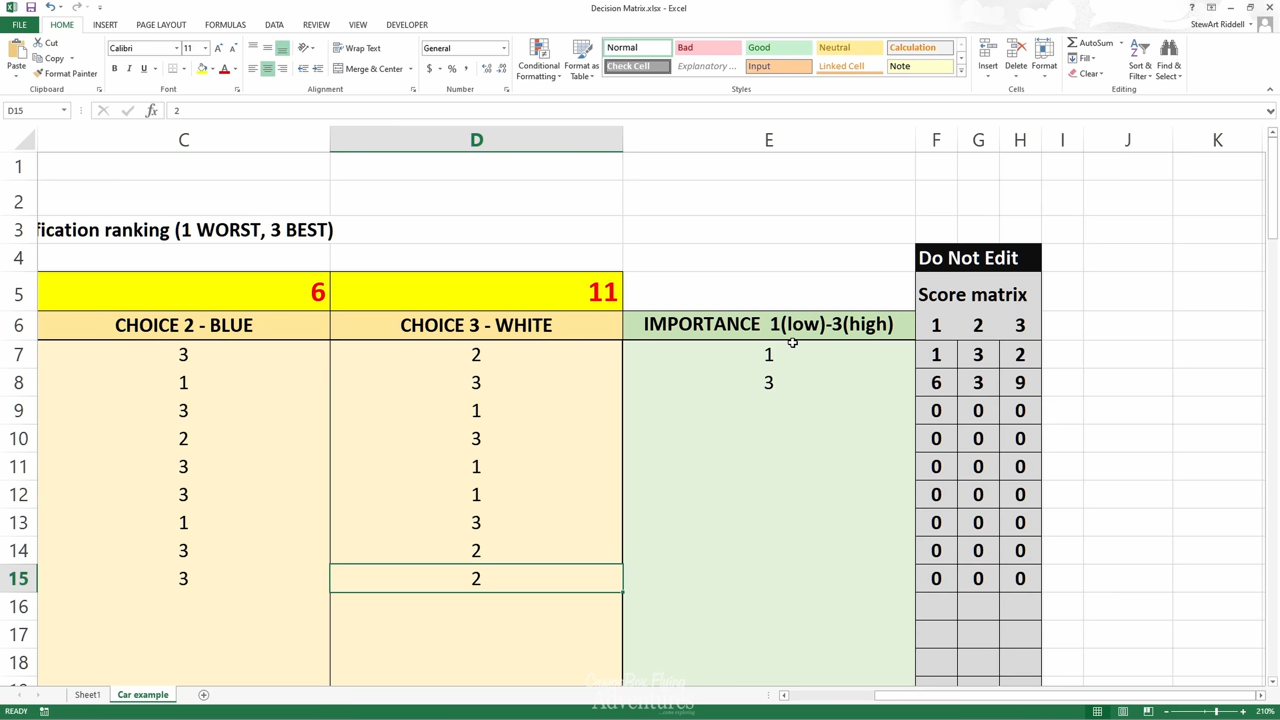 Decision Matrix.xlsx - Excel
FILE HOME INSERT PAGE LAYOUT FORMULAS DATA REVIEW VIEW DEVELOPER StewArt Riddell
Cut Calibri 11 Wrap Text General Normal Bad Good Neutral Calculation AutoSum
Copy Fill
Format Painter Merge & Center Check Cell Explanatory ... Input Linked Cell Note Clear
Paste Conditional Formatting Format as Table Insert Delete Format Sort & Filter Find & Select
Clipboard Font Alignment Number Styles Cells Editing
D15 fx 2
C D E F G H I J K
1
2
3 fication ranking (1 WORST, 3 BEST)
4 Do Not Edit
5 6 11 Score matrix
6 CHOICE 2 - BLUE CHOICE 3 - WHITE IMPORTANCE 1(low)-3(high) 1 2 3
7 3 2 1 1 3 2
8 1 3 3 6 3 9
9 3 1 0 0 0
10 2 3 0 0 0
11 3 1 0 0 0
12 3 1 0 0 0
13 1 3 0 0 0
14 3 2 0 0 0
15 3 2 0 0 0
16
17
18
Adventures
Sheet1 Car example
READY 210%